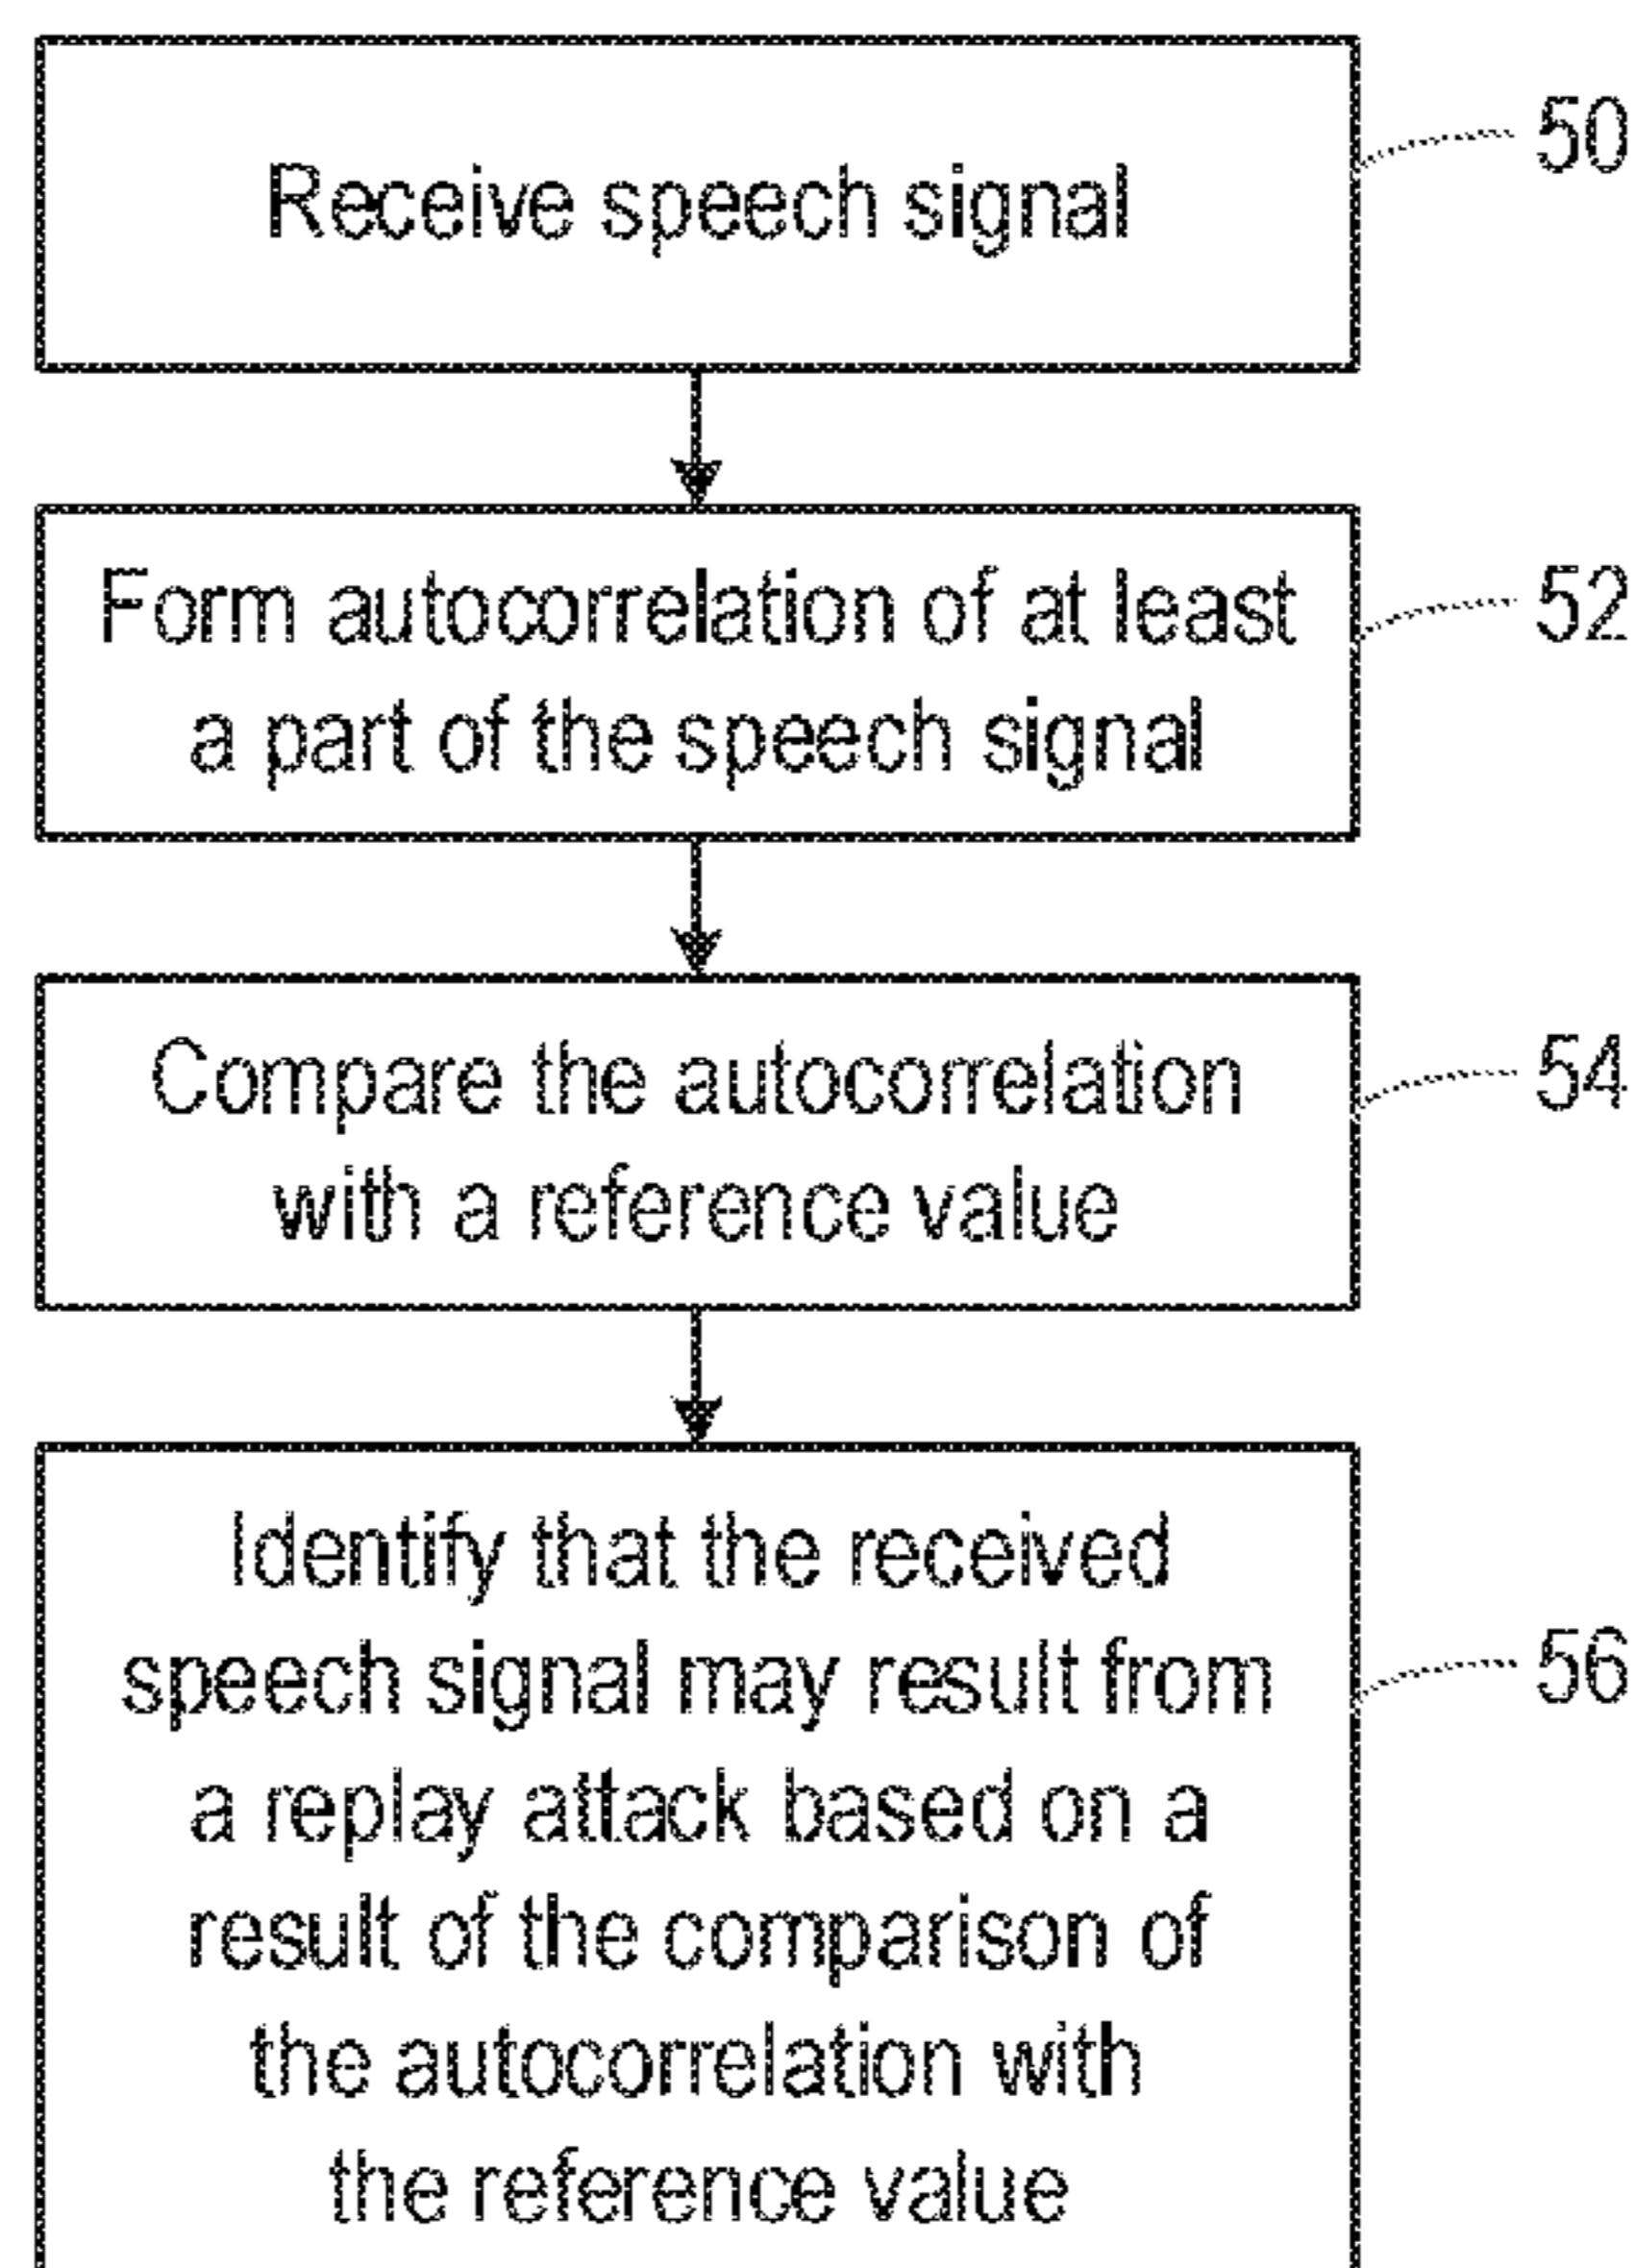 Receive speech signal
50
Form autocorrelation of at least
a part of the speech signal
52
Compare the autocorrelation
with a reference value
54
Identify that the received
speech signal may result from
a replay attack based on a
result of the comparison of
the autocorrelation with
the reference value
56